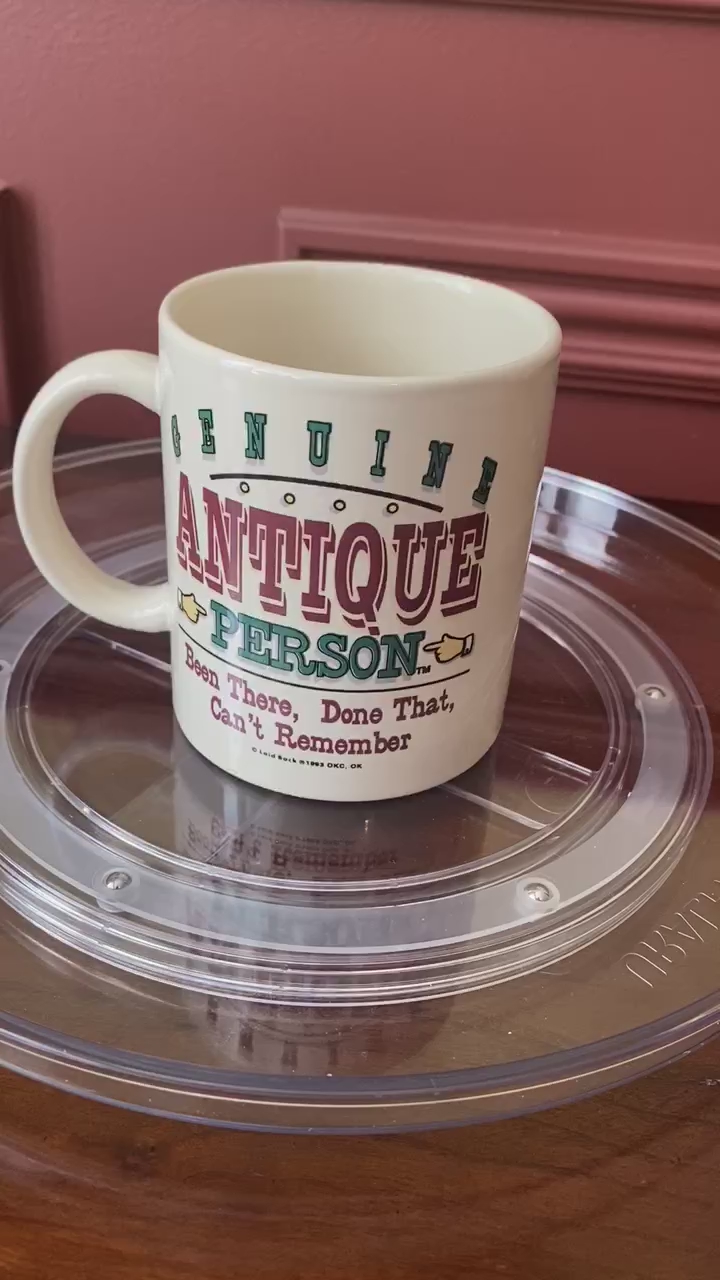 GENUINE
ANTIQUE
PERSON™
Been There, Done That,
Can't Remember
© Laid Back ®1993 OKC, OK